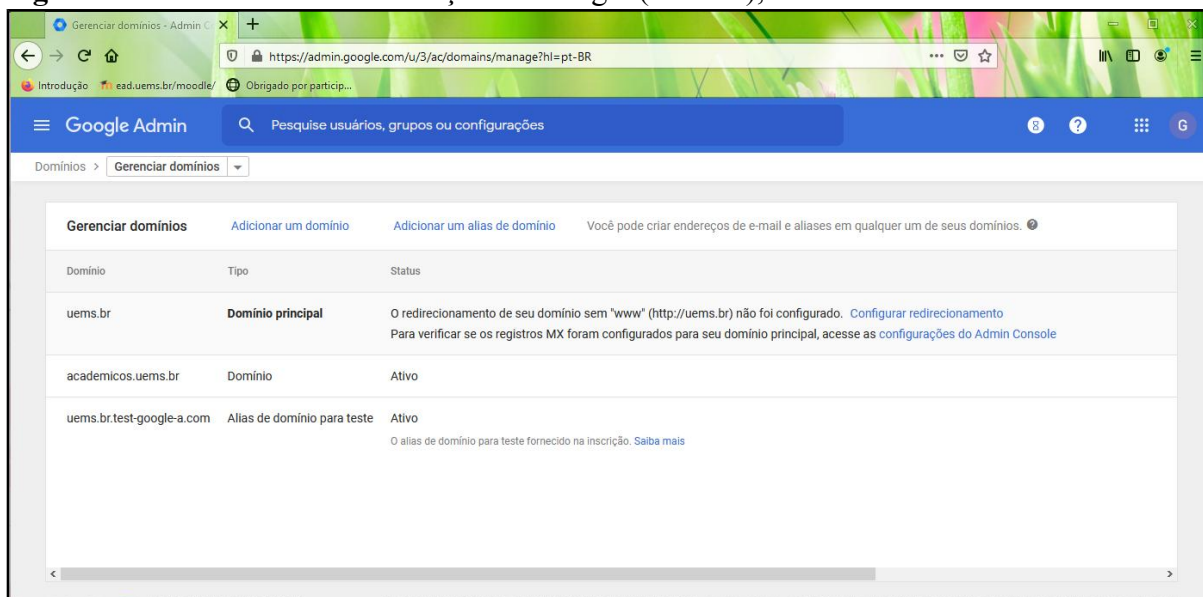 Gerenciar domínios - Admin C
https://admin.google.com/u/3/ac/domains/manage?hl=pt-BR
Introdução ead.uems.br/moodle/ Obrigado por particip...
Google Admin Pesquise usuários, grupos ou configurações G
Domínios > Gerenciar domínios
Gerenciar domínios Adicionar um domínio Adicionar um alias de domínio Você pode criar endereços de e-mail e aliases em qualquer um de seus domínios.
Domínio Tipo Status
uems.br Domínio principal O redirecionamento de seu domínio sem "www" (http://uems.br) não foi configurado. Configurar redirecionamento
Para verificar se os registros MX foram configurados para seu domínio principal, acesse as configurações do Admin Console
academicos.uems.br Domínio Ativo
uems.br.test-google-a.com Alias de domínio para teste Ativo
O alias de domínio para teste fornecido na inscrição. Saiba mais